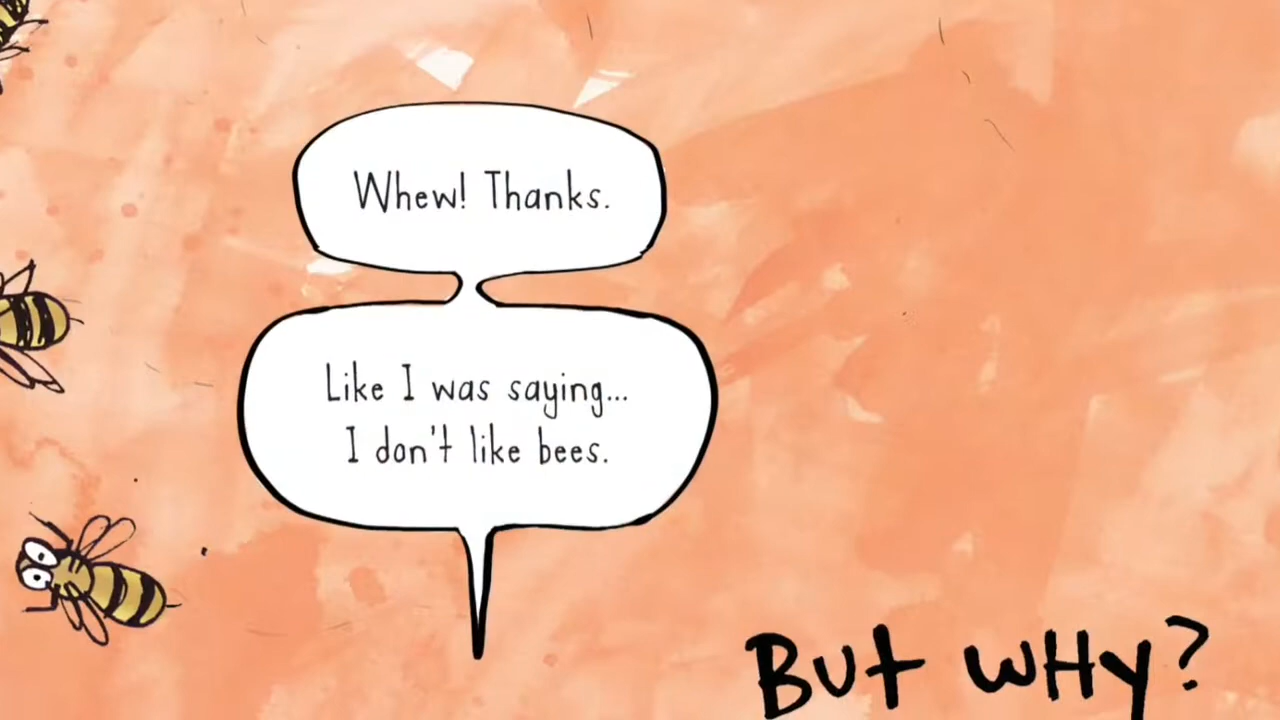 Whew! Thanks.
Like I was saying...
I don't like bees.
But wHy?